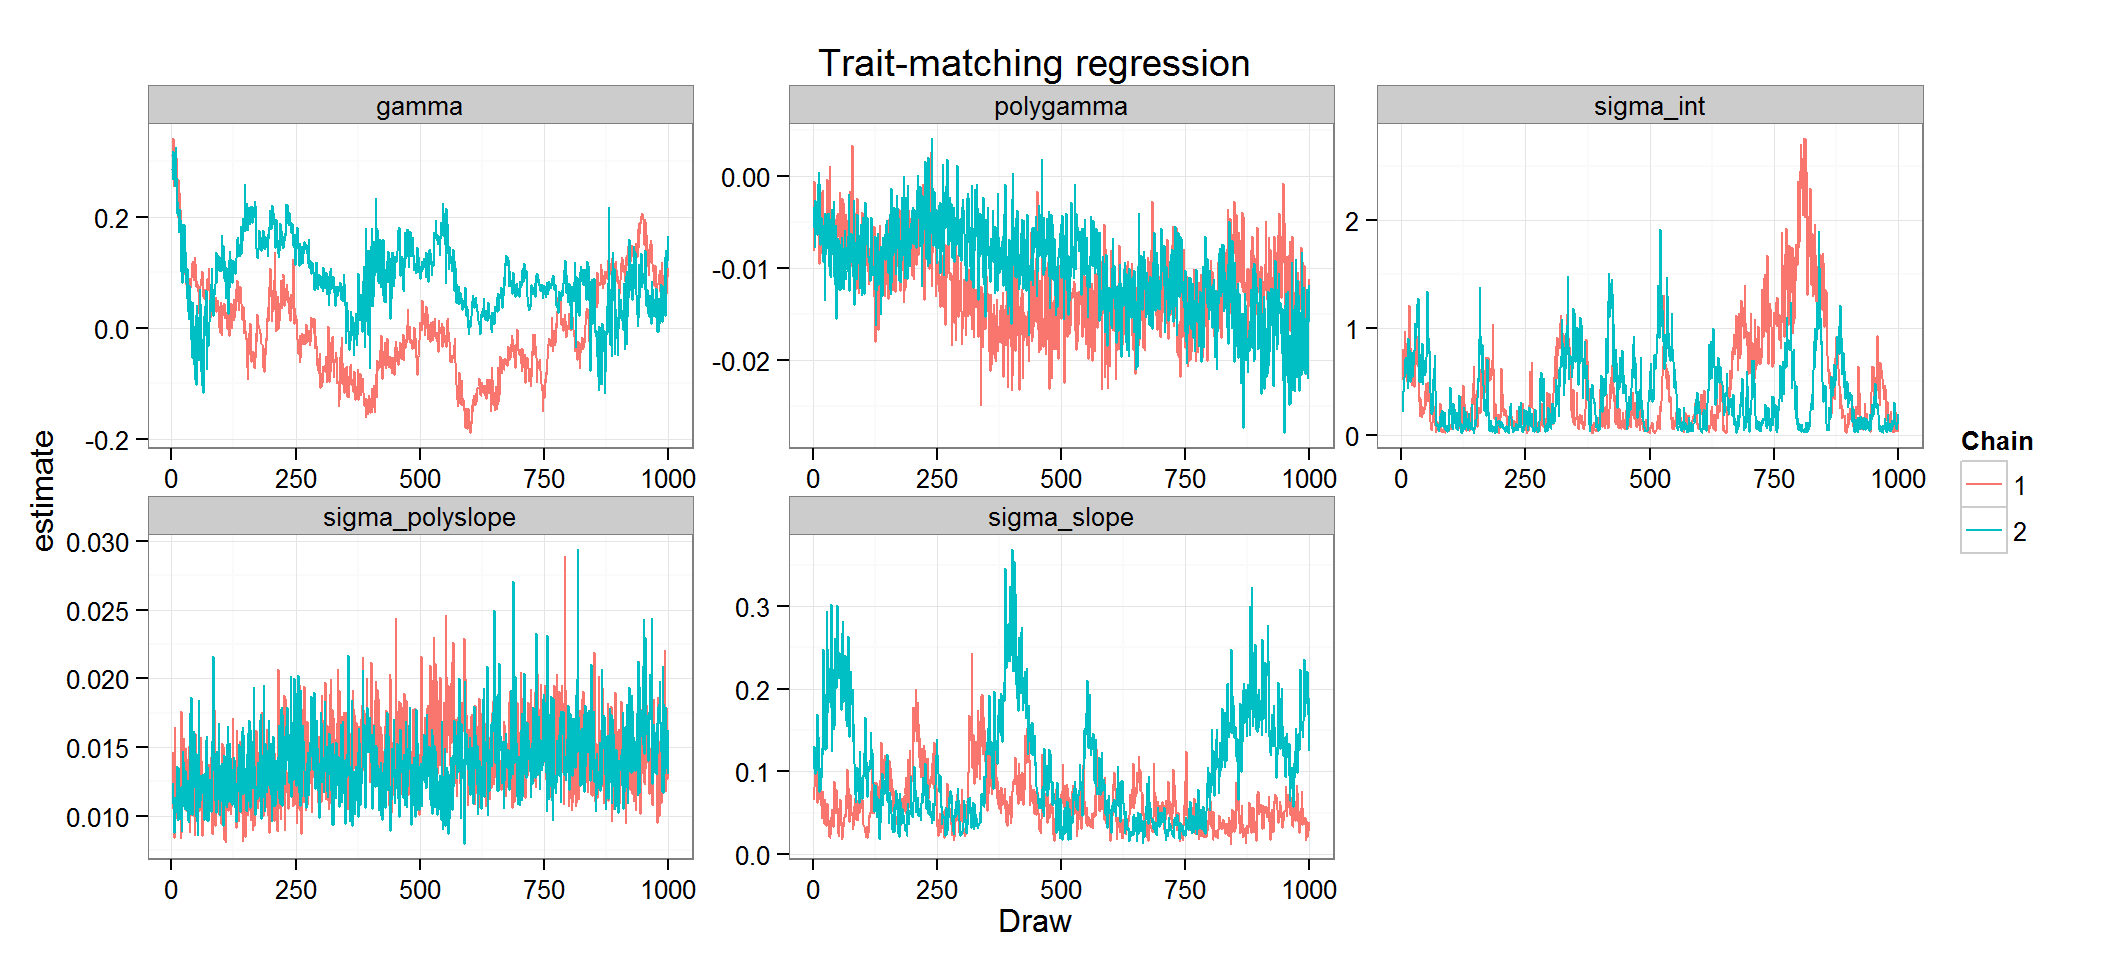 Trait-matching regression
gamma
polygamma
sigma_int
0.2
0.0
-0.2
0 250 500 750 1000
0.00
-0.01
-0.02
0 250 500 750 1000
2
1
0
0 250 500 750 1000
estimate
sigma_polyslope
sigma_slope
0.030
0.025
0.020
0.015
0.010
0 250 500 750 1000
0.3
0.2
0.1
0.0
0 250 500 750 1000
Draw
Chain
1
2